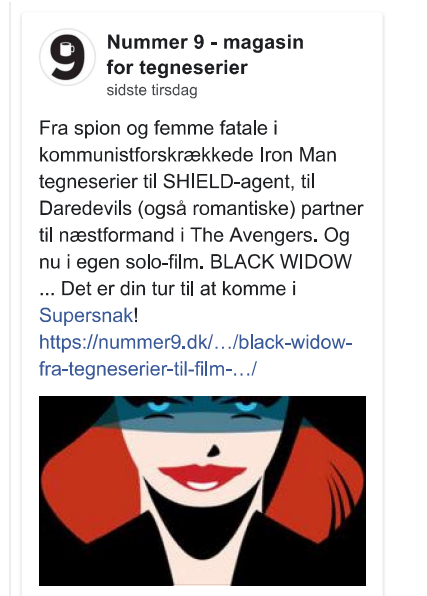 Nummer 9 - magasin
for tegneserier
sidste tirsdag
Fra spion og femme fatale i
kommunistforskrækkede Iron Man
tegneserier til SHIELD-agent, til
Daredevils (også romantiske) partner
til næstformand i The Avengers. Og
nu i egen solo-film. BLACK WIDOW
... Det er din tur til at komme i
Supersnak!
https://nummer9.dk/…/black-widow-
fra-tegneserier-til-film-…/